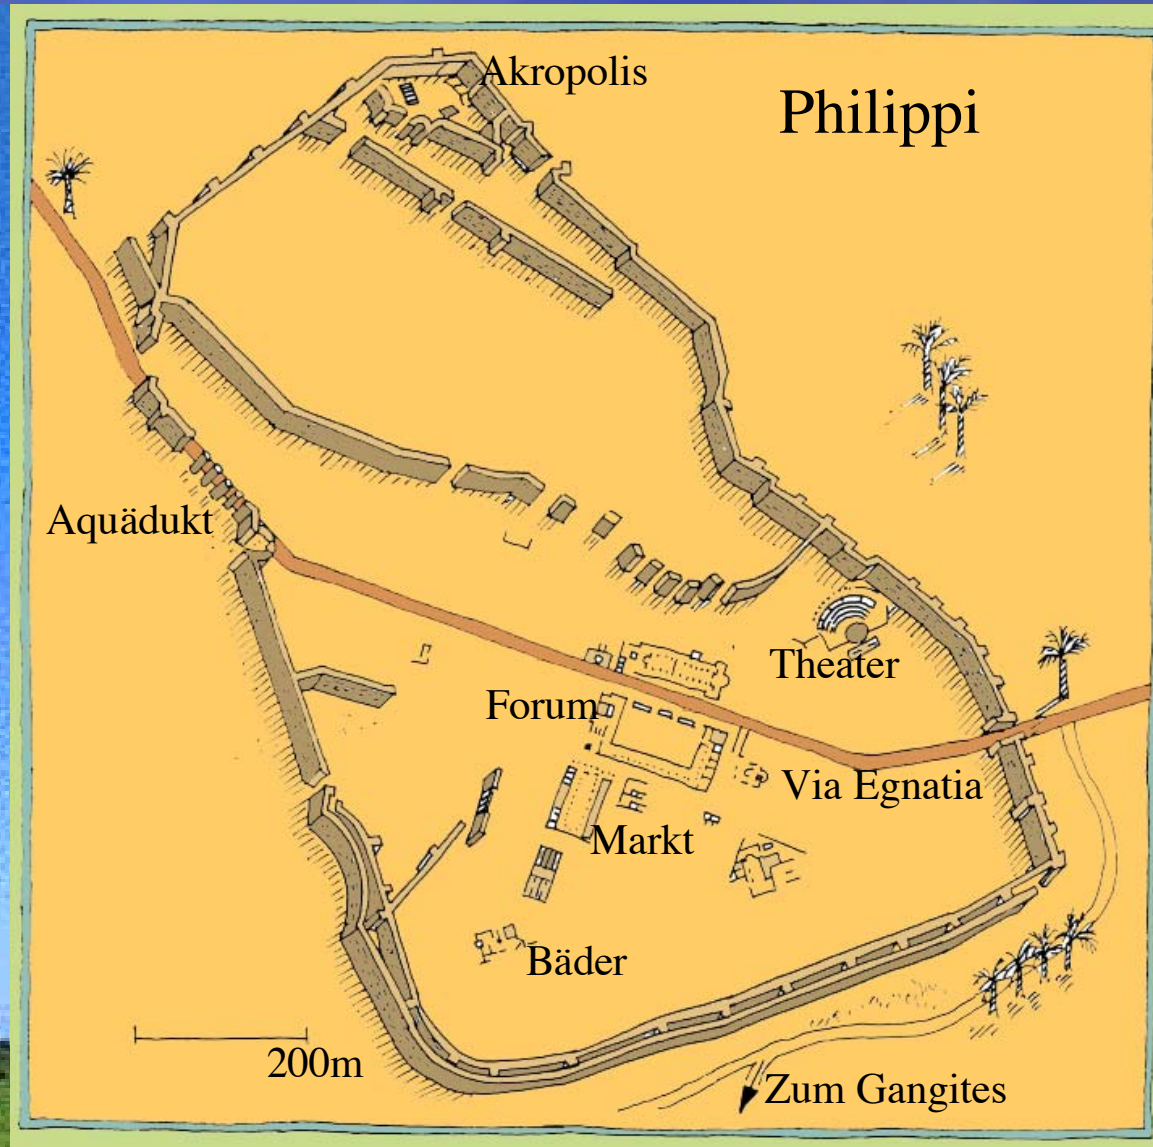 Akropolis
Philippi
Aquädukt
Theater
Forum
Via Egnatia
Markt
Bäder
200m
Zum Gangites